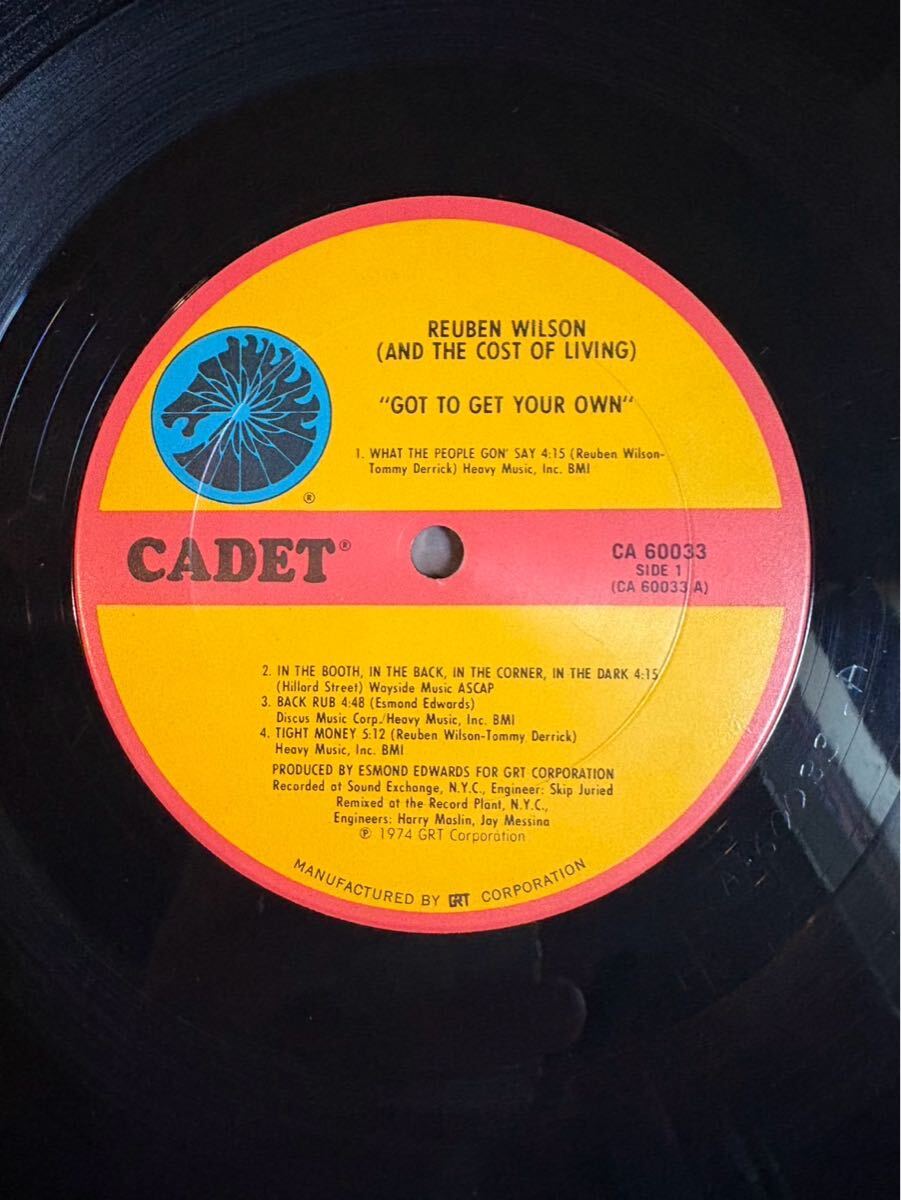 REUBEN WILSON
(AND THE COST OF LIVING)
"GOT TO GET YOUR OWN"
1. WHAT THE PEOPLE GON' SAY 4:15 (Reuben Wilson-
Tommy Derrick) Heavy Music, Inc. BMI
®
CADET®
CA 60033
SIDE 1
(CA 60033 A)
2. IN THE BOOTH, IN THE BACK, IN THE CORNER, IN THE DARK 4:15
(Hillard Street) Wayside Music ASCAP
3. BACK RUB 4:48 (Esmond Edwards)
Discus Music Corp./Heavy Music, Inc. BMI
4. TIGHT MONEY 5:12 (Reuben Wilson-Tommy Derrick)
Heavy Music, Inc. BMI
PRODUCED BY ESMOND EDWARDS FOR GRT CORPORATION
Recorded at Sound Exchange, N.Y.C., Engineer: Skip Juried
Remixed at the Record Plant, N.Y.C.,
Engineers: Harry Maslin, Jay Messina
℗ 1974 GRT Corporation
MANUFACTURED BY GRT CORPORATION